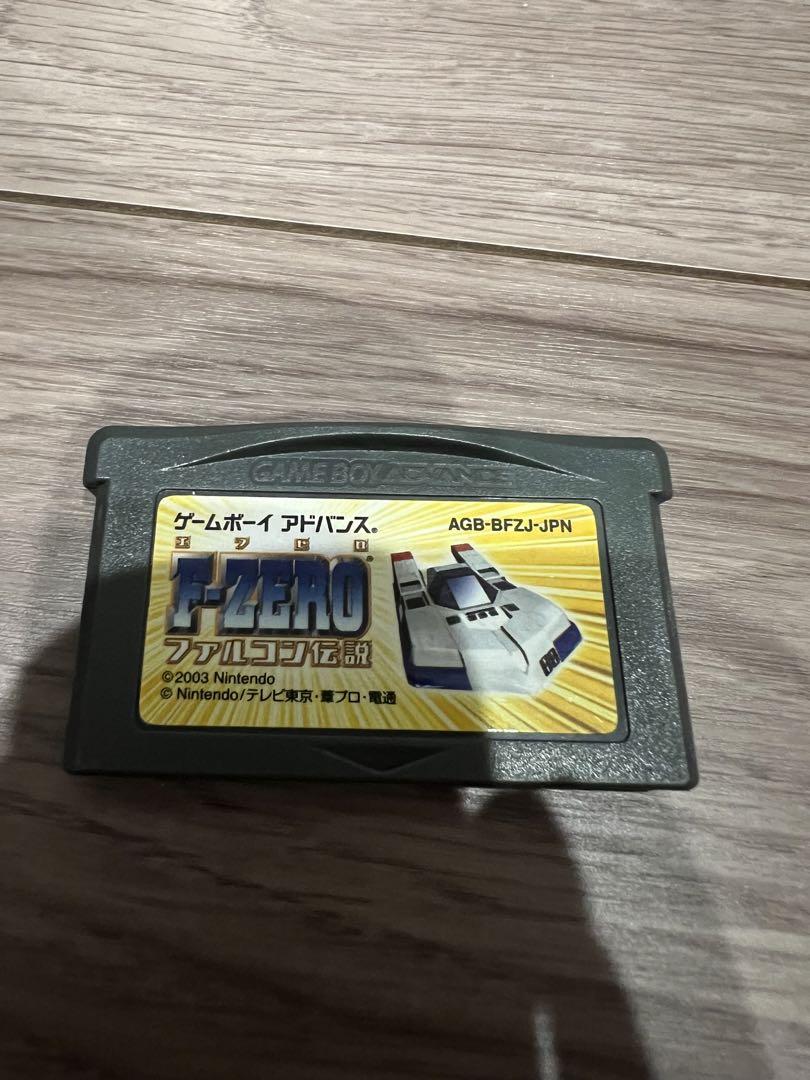 GAME BOY ADVANCE
ゲームボーイ アドバンス®
AGB-BFZJ-JPN
エフゼロ
F-ZERO
ファルコン伝説
©2003 Nintendo
© Nintendo/テレビ東京・葦プロ・電通